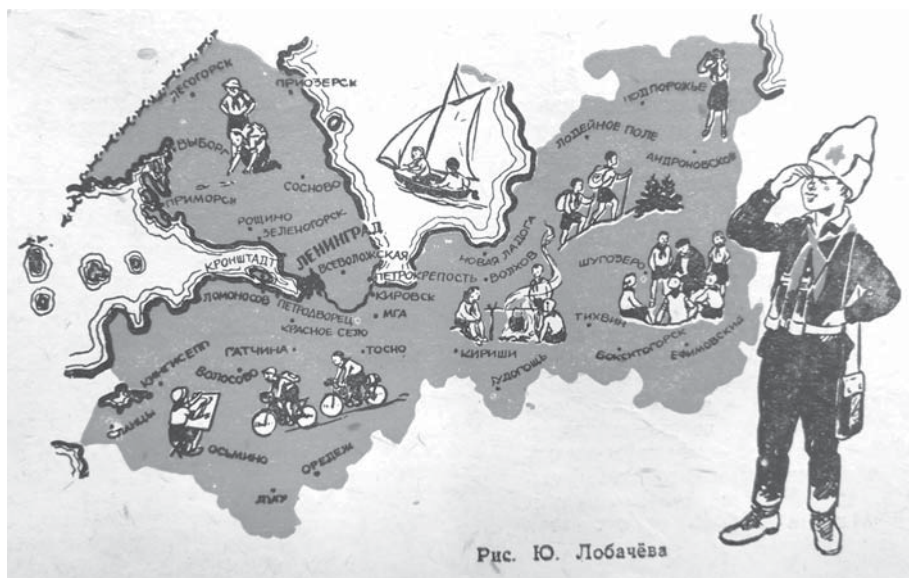 ЛЕСОГОРСК
ПРИОЗЕРСК
ПОДПОРОЖЬЕ
ЛОДЕЙНОЕ ПОЛЕ
ВЫБОРГ
АНДРОНОВСКОЕ
СОСНОВО
ПРИМОРСК
РОЩИНО
ЗЕЛЕНОГОРСК
ЛЕНИНГРАД
НОВАЯ ЛАДОГА
КРОНШТАДТ
ВСЕВОЛОЖСКАЯ
ПЕТРОКРЕПОСТЬ
ВОЛХОВ
ШУГОЗЕРО
ЛОМОНОСОВ
ПЕТРОДВОРЕЦ
КИРОВСК
МГА
КРАСНОЕ СЕЛО
ТИХВИН
ГАТЧИНА
ТОСНО
КИРИШИ
БОКСИТОГОРСК
ЕФИМОВСКИЙ
КИНГИСЕПП
ВОЛОСОВО
БУДОГОЩЬ
СЛАНЦЫ
ОСЬМИНО
ОРЕДЕЖ
ЛУГА
Рис. Ю. Лобачёва